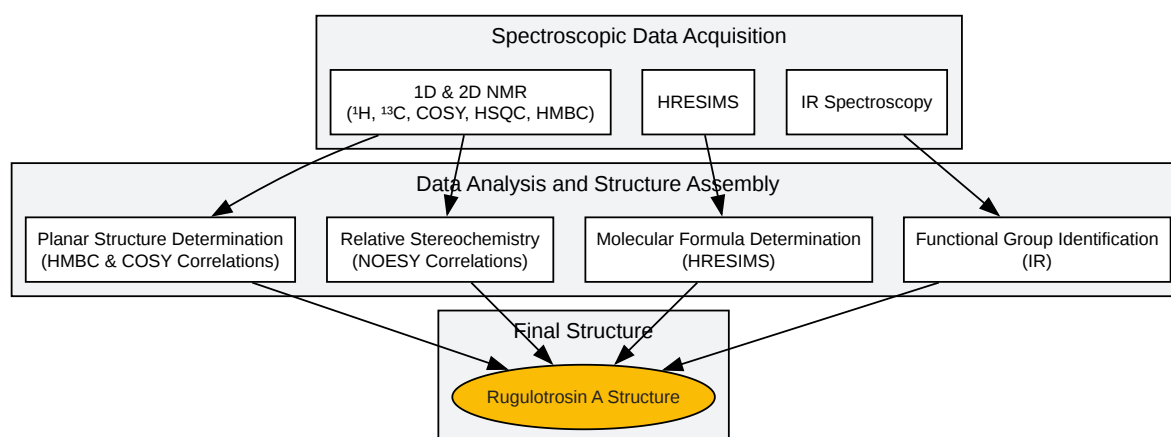 Spectroscopic Data Acquisition
1D & 2D NMR
(¹H, ¹³C, COSY, HSQC, HMBC)
HRESIMS
IR Spectroscopy
Data Analysis and Structure Assembly
Planar Structure Determination
(HMBC & COSY Correlations)
Relative Stereochemistry
(NOESY Correlations)
Molecular Formula Determination
(HRESIMS)
Functional Group Identification
(IR)
Final Structure
Rugulotrosin A Structure